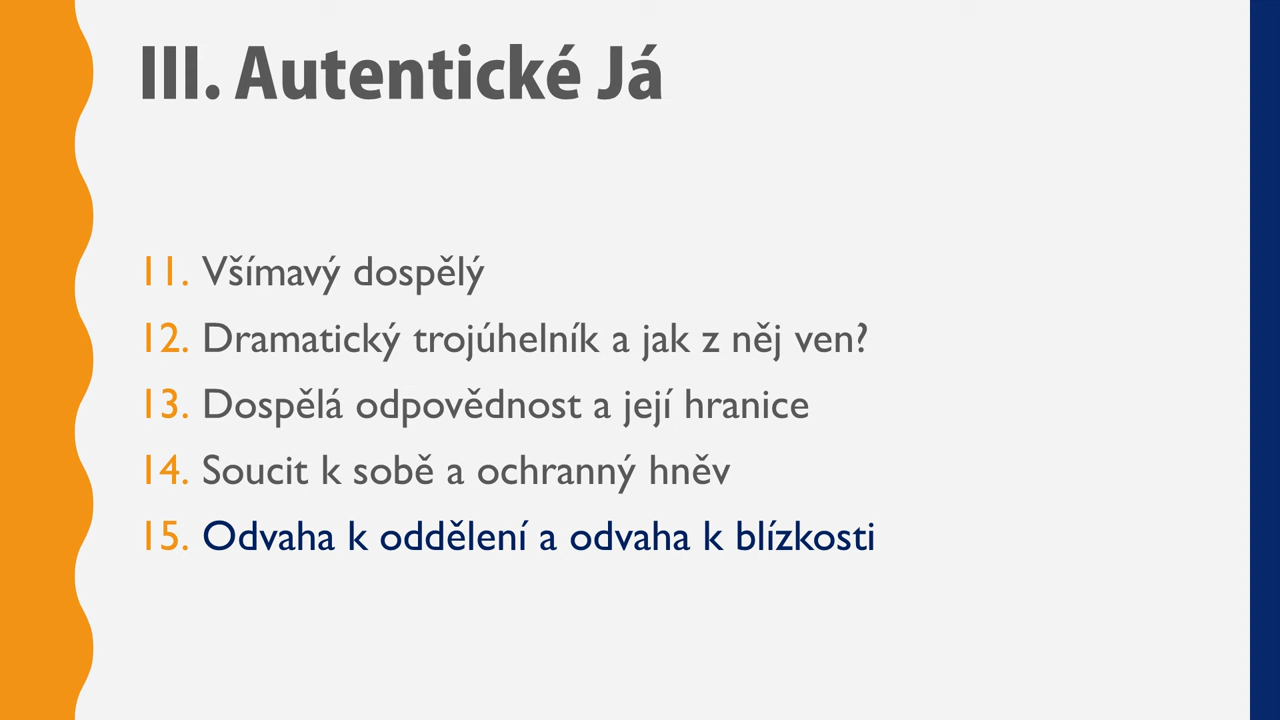 III. Autentické Já
11. Všímavý dospělý
12. Dramatický trojúhelník a jak z něj ven?
13. Dospělá odpovědnost a její hranice
14. Soucit k sobě a ochranný hněv
15. Odvaha k oddělení a odvaha k blízkosti